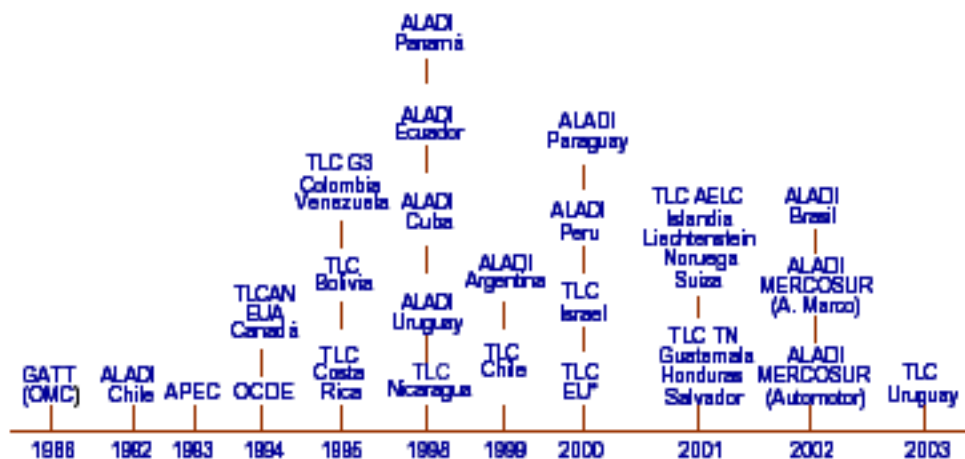 GATT
(OMC)
1986
ALADI
Chile
1992
APEC
1993
TLCAN
EUA
Canadá
OCDE
1994
TLC G3
Colombia
Venezuela
TLC
Bolivia
TLC
Costa
Rica
1995
ALADI
Panamá
ALADI
Ecuador
ALADI
Cuba
ALADI
Uruguay
TLC
Nicaragua
1998
ALADI
Argentina
TLC
Chile
1999
ALADI
Paraguay
ALADI
Peru
TLC
Israel
TLC
EU*
2000
TLC AELC
Islandia
Liechtenstein
Noruega
Suiza
TLC TN
Guatemala
Honduras
Salvador
2001
ALADI
Brasil
ALADI
MERCOSUR
(A. Marco)
ALADI
MERCOSUR
(Automotor)
2002
TLC
Uruguay
2003